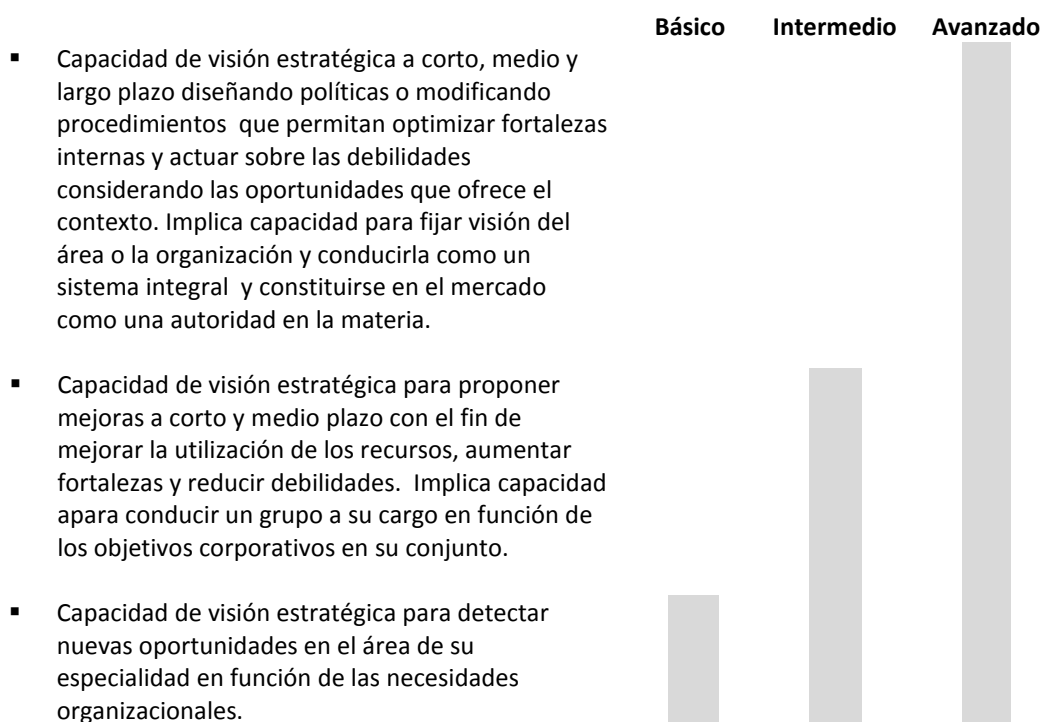 Básico Intermedio Avanzado
▪ Capacidad de visión estratégica a corto, medio y
largo plazo diseñando políticas o modificando
procedimientos  que permitan optimizar fortalezas
internas y actuar sobre las debilidades
considerando las oportunidades que ofrece el
contexto. Implica capacidad para fijar visión del
área o la organización y conducirla como un
sistema integral  y constituirse en el mercado
como una autoridad en la materia.
▪ Capacidad de visión estratégica para proponer
mejoras a corto y medio plazo con el fin de
mejorar la utilización de los recursos, aumentar
fortalezas y reducir debilidades.  Implica capacidad
apara conducir un grupo a su cargo en función de
los objetivos corporativos en su conjunto.
▪ Capacidad de visión estratégica para detectar
nuevas oportunidades en el área de su
especialidad en función de las necesidades
organizacionales.